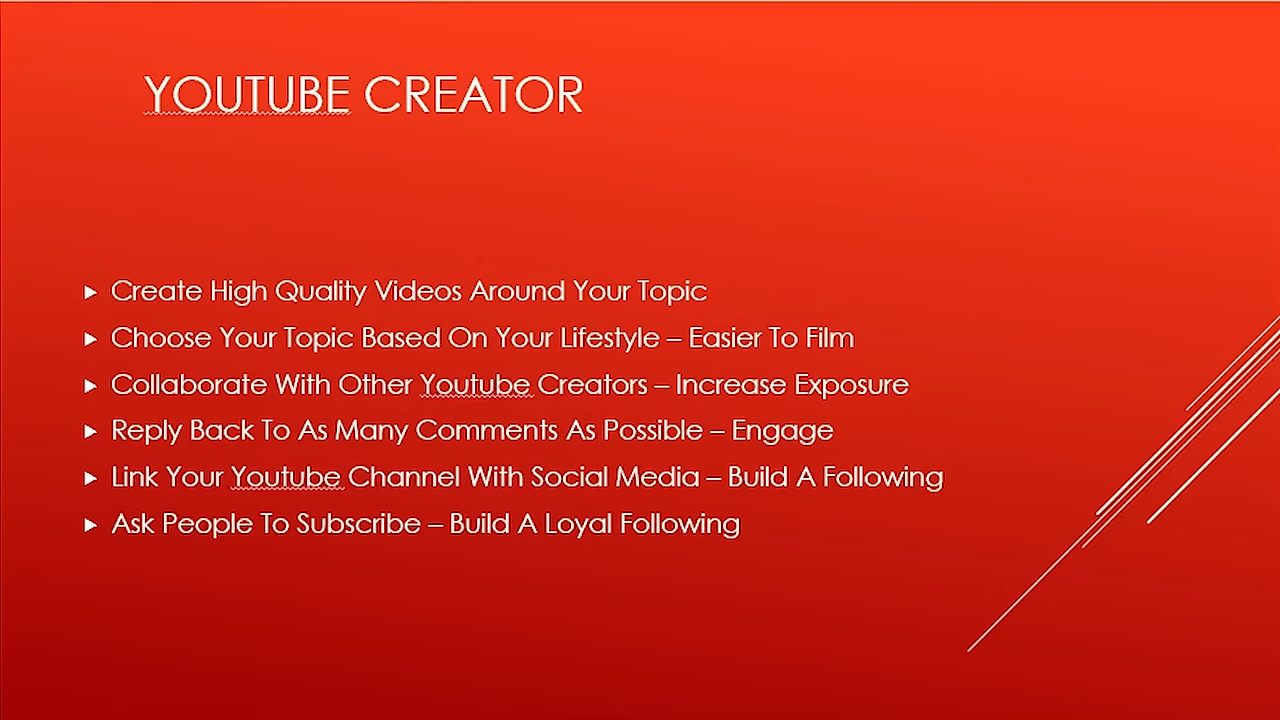 YOUTUBE CREATOR
Create High Quality Videos Around Your Topic
Choose Your Topic Based On Your Lifestyle – Easier To Film
Collaborate With Other Youtube Creators – Increase Exposure
Reply Back To As Many Comments As Possible – Engage
Link Your Youtube Channel With Social Media – Build A Following
Ask People To Subscribe – Build A Loyal Following